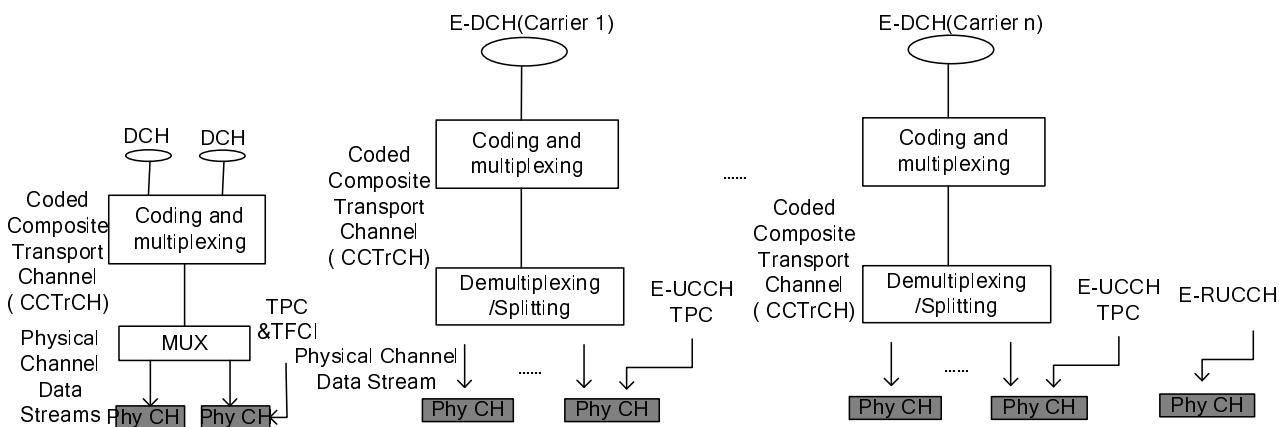 E-DCH(Carrier 1)
E-DCH(Carrier n)
DCH
DCH
Coded
Composite
Transport
Channel
( CCTrCH)
Coding and
multiplexing
MUX
TPC
&TFCI
Physical
Channel
Data
Streams
Phy CH
Phy CH
Coded
Composite
Transport
Channel
( CCTrCH)
Coding and
multiplexing
Demultiplexing
/Splitting
E-UCCH
TPC
Physical Channel
Data Stream
......
Phy CH
Phy CH
......
Coding and
multiplexing
Coded
Composite
Transport
Channel
( CCTrCH)
Demultiplexing
/Splitting
E-UCCH
TPC
E-RUCCH
......
Phy CH
Phy CH
Phy CH